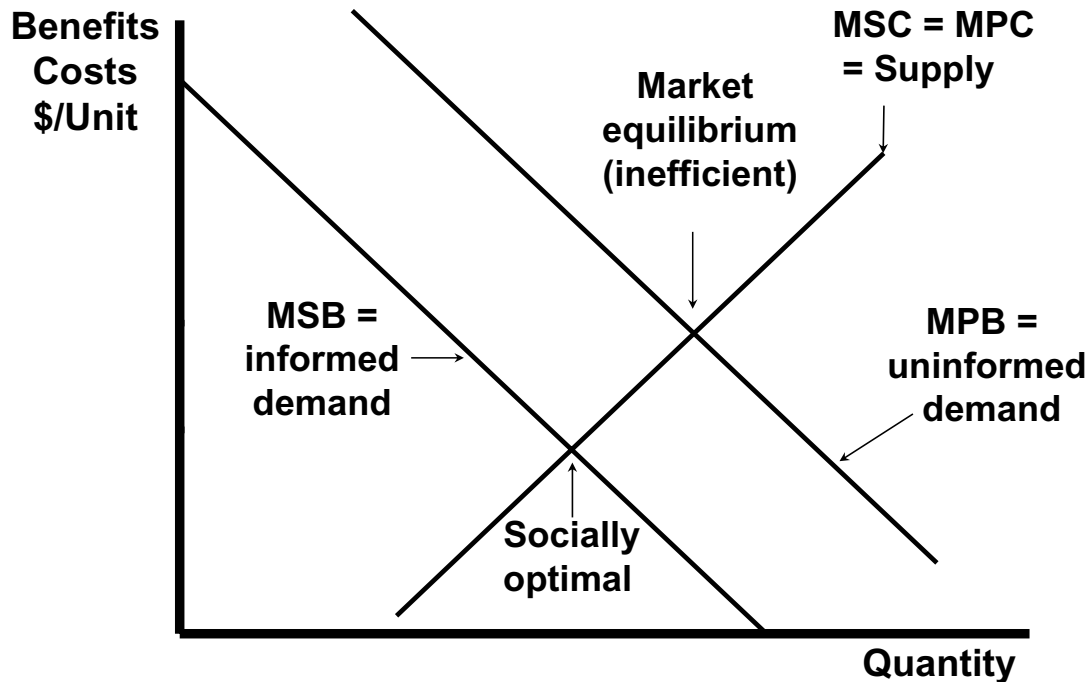 Benefits
Costs
$/Unit
MSC = MPC
= Supply
Market
equilibrium
(inefficient)
MSB =
informed
demand
MPB =
uninformed
demand
Socially
optimal
Quantity